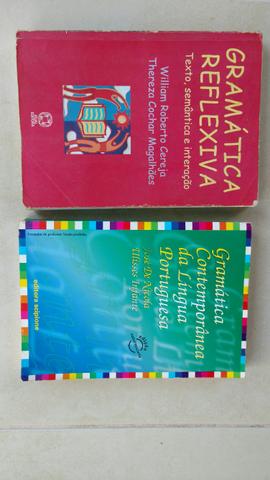 GRAMÁTICA
REFLEXIVA
Texto, semântica e interação
William Roberto Cereja
Thereza Cochar Magalhães
Gramática
Contemporânea
da Língua
Portuguesa
José De Nicola
Ulisses Infante
editora scipione